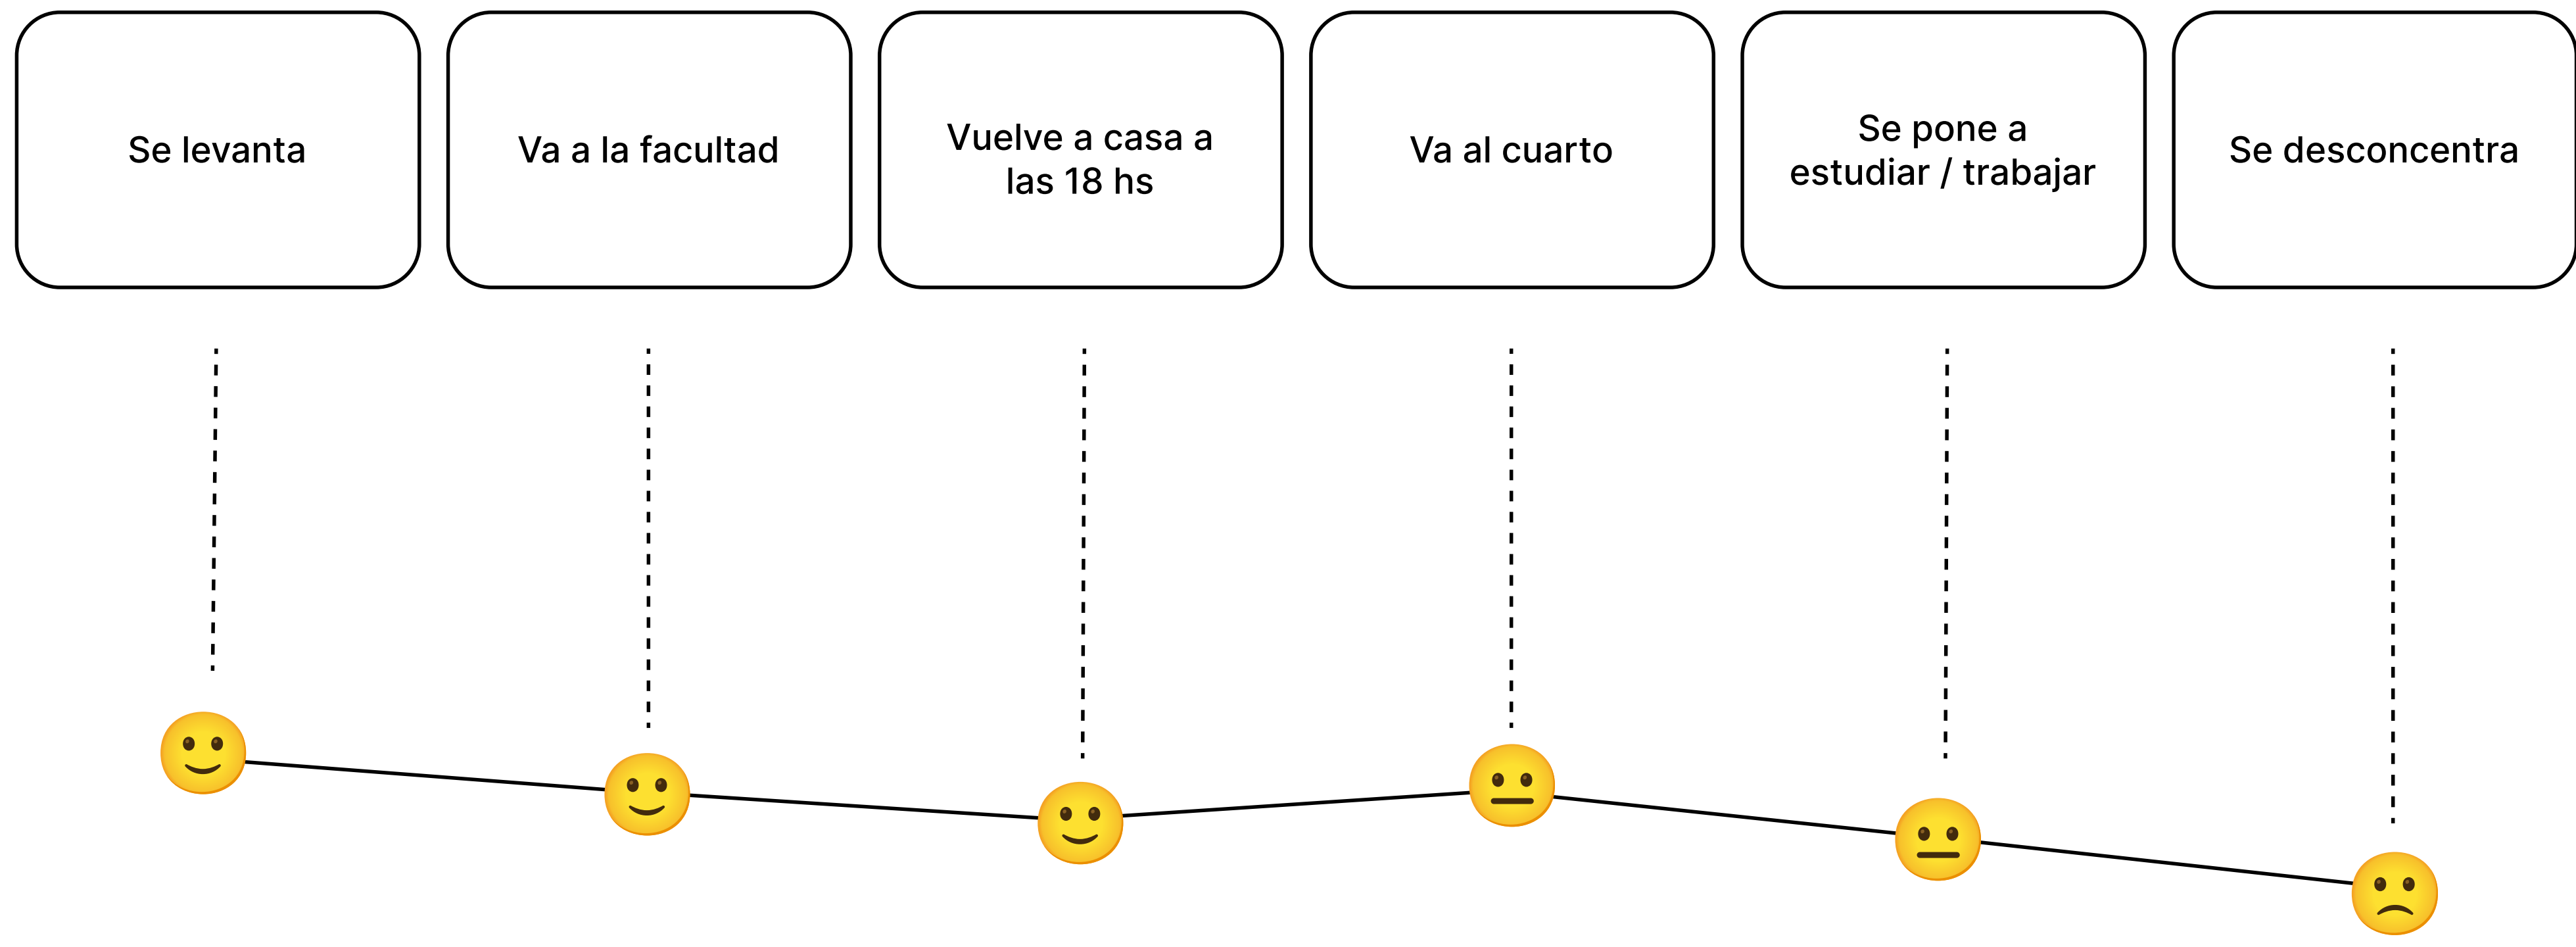 Se levanta
Va a la facultad
Vuelve a casa a
las 18 hs
Va al cuarto
Se pone a
estudiar / trabajar
Se desconcentra